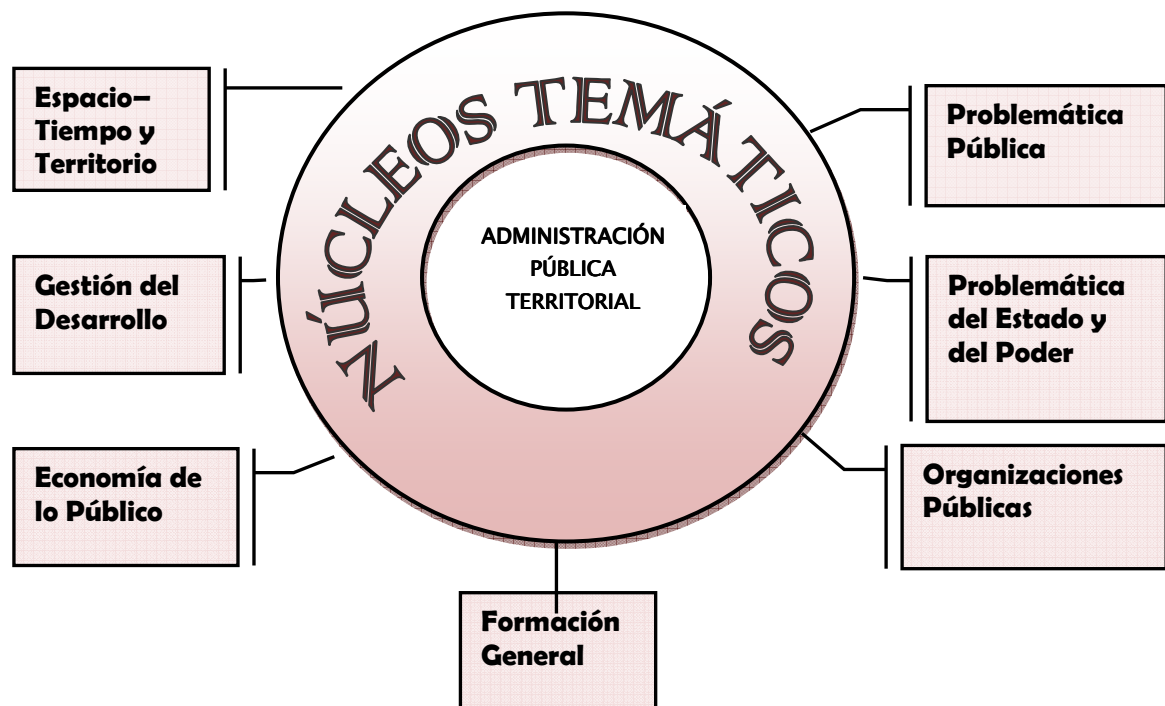 NÚCLEOS TEMÁTICOS
ADMINISTRACIÓN
PÚBLICA
TERRITORIAL
Espacio–
Tiempo y
Territorio
Gestión del
Desarrollo
Economía de
lo Público
Formación
General
Problemática
Pública
Problemática
del Estado y
del Poder
Organizaciones
Públicas